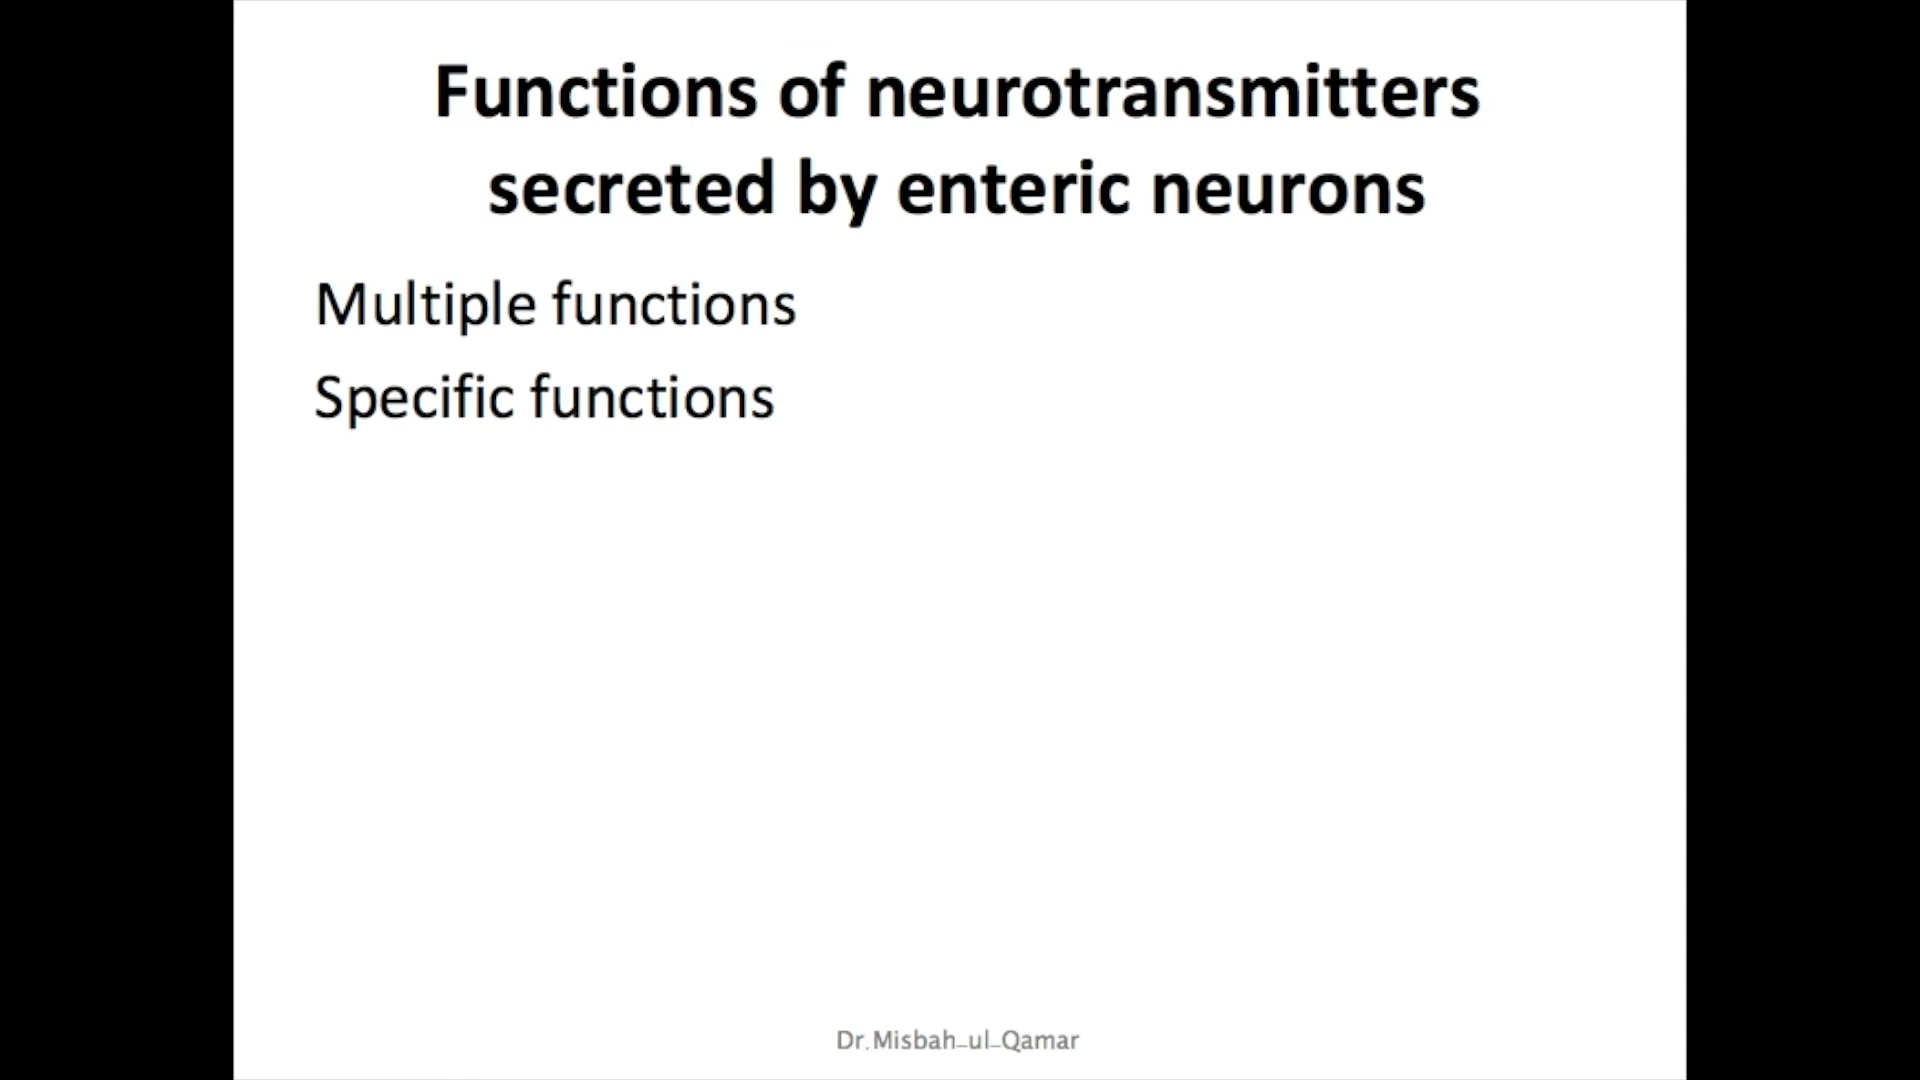 Functions of neurotransmitters
secreted by enteric neurons
Multiple functions
Specific functions
Dr.Misbah_ul_Qamar